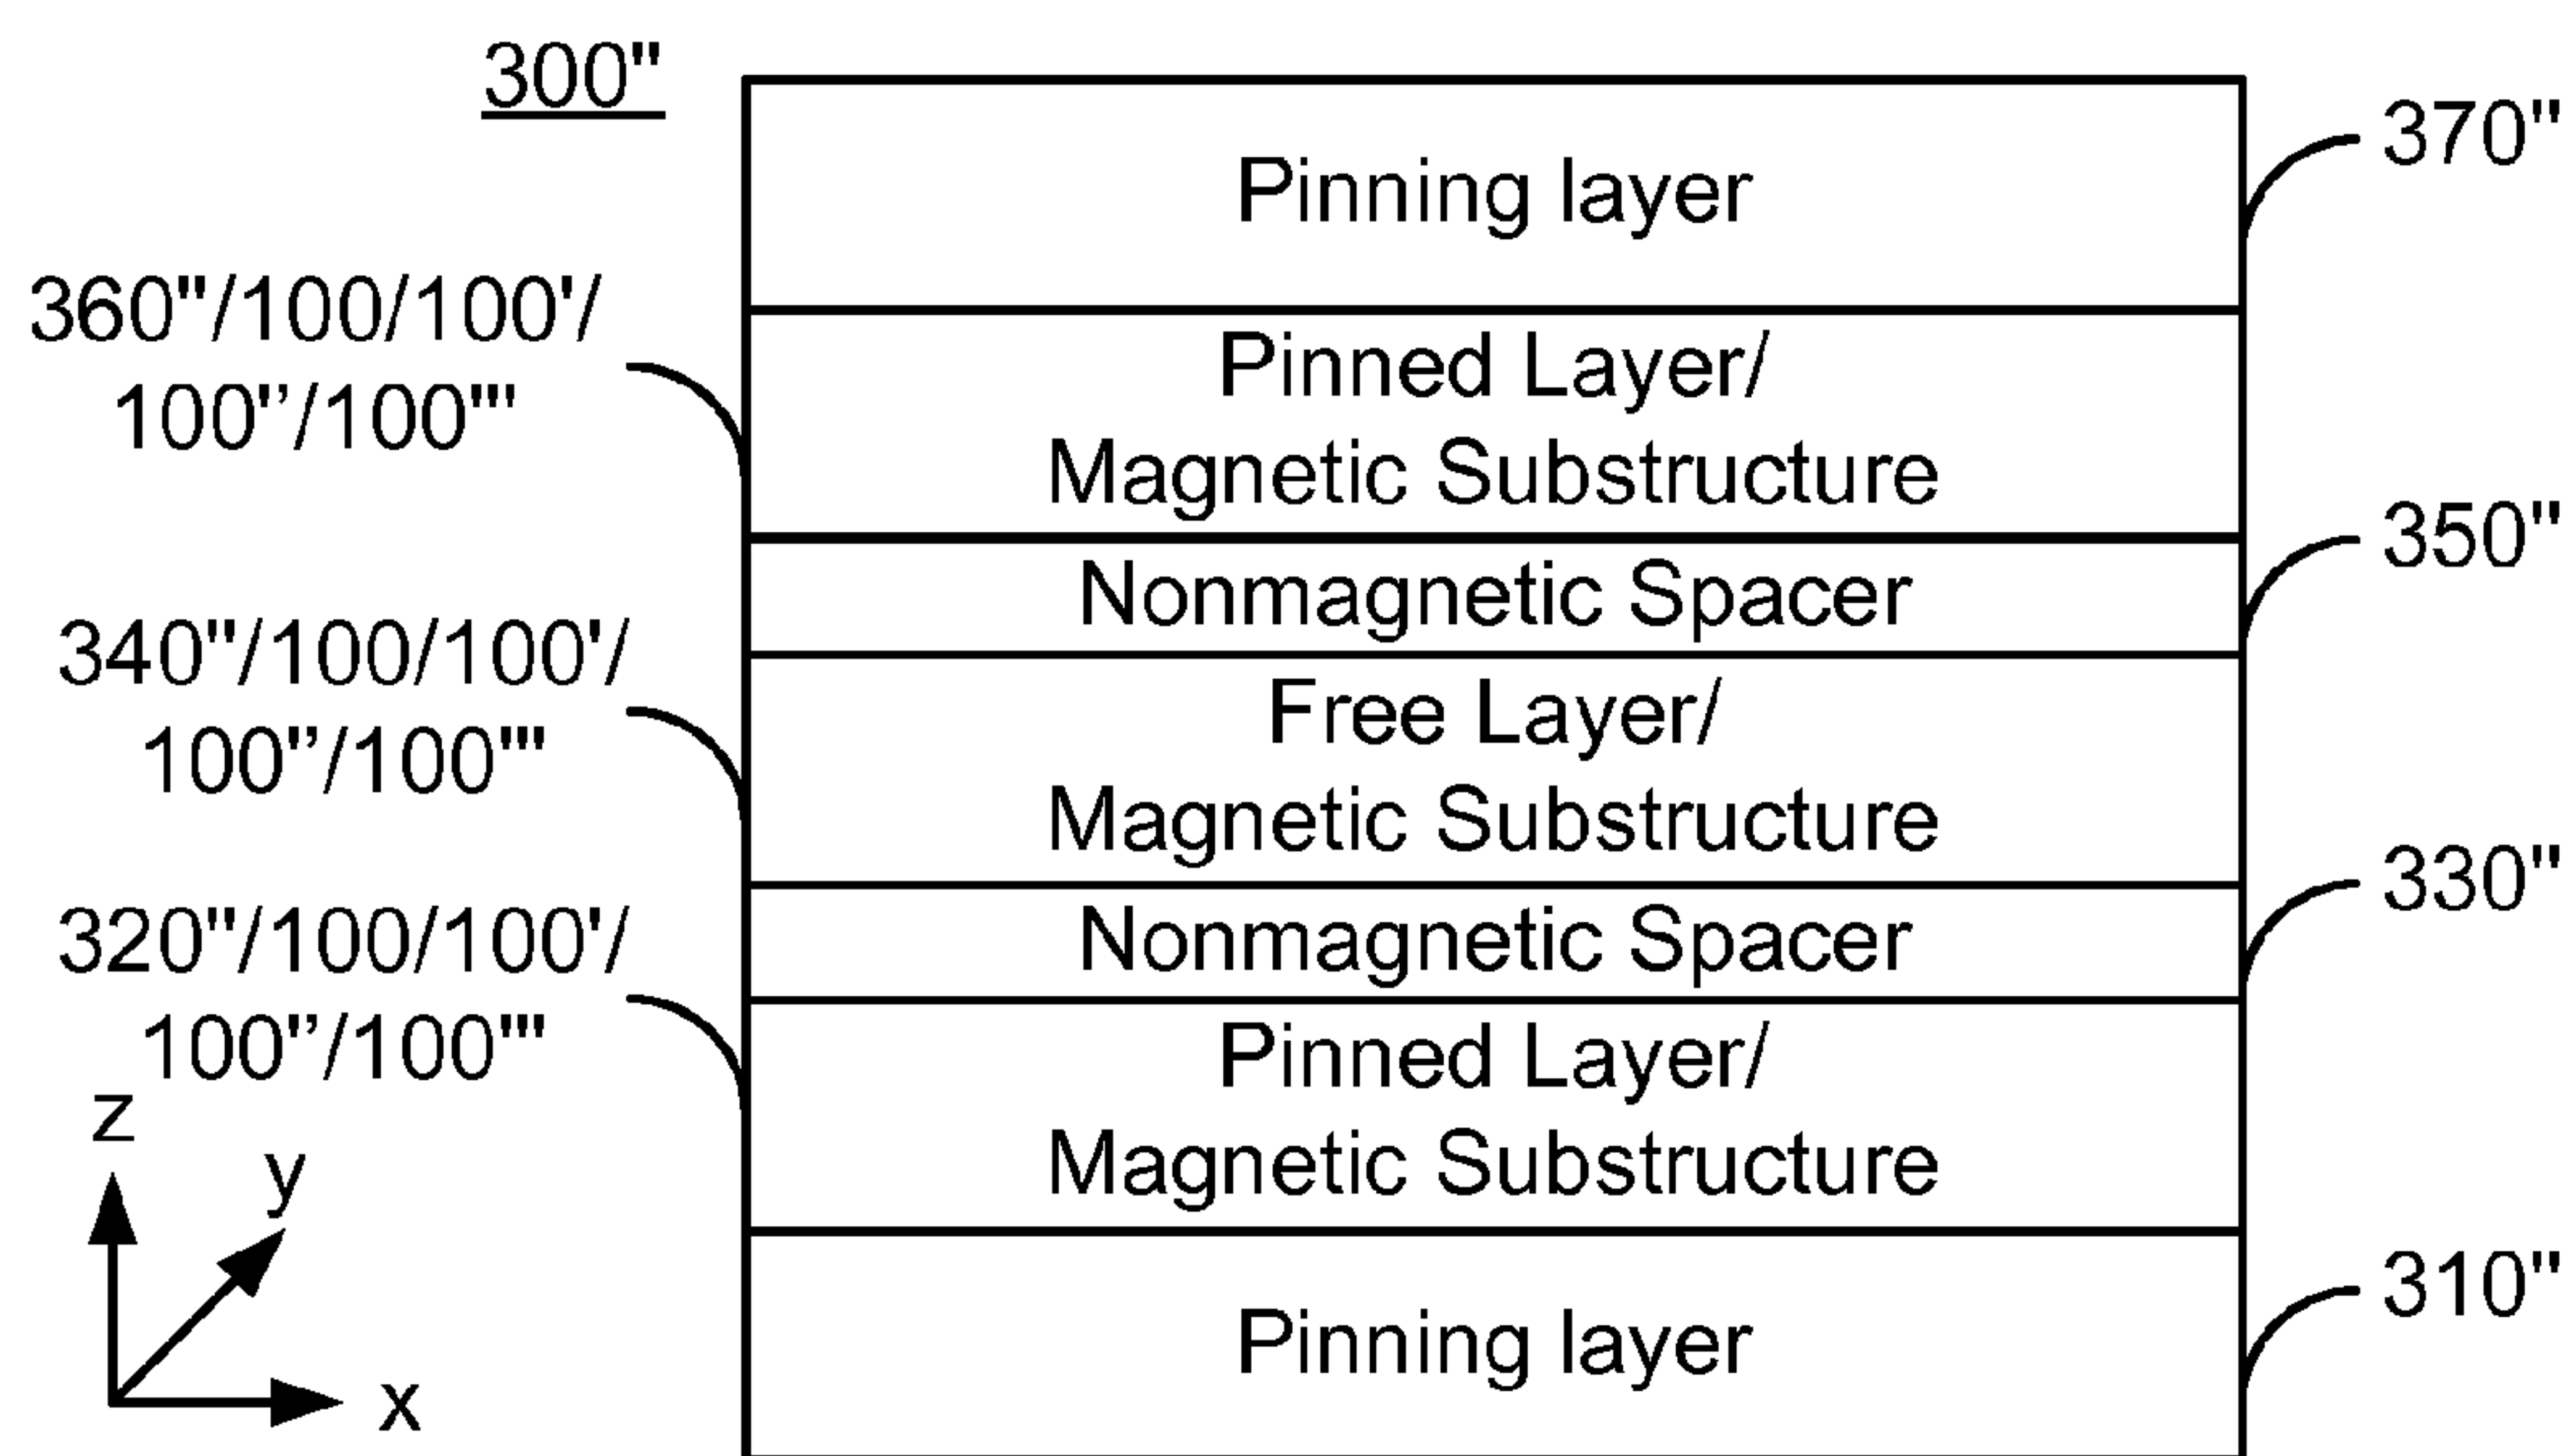 300"
370"
Pinning layer
360"/100/100'/
100"/100"'
Pinned Layer/
Magnetic Substructure
350"
Nonmagnetic Spacer
340"/100/100'/
100"/100"'
Free Layer/
Magnetic Substructure
330"
Nonmagnetic Spacer
320"/100/100'/
100"/100"'
Pinned Layer/
Magnetic Substructure
310"
Pinning layer
z
y
x